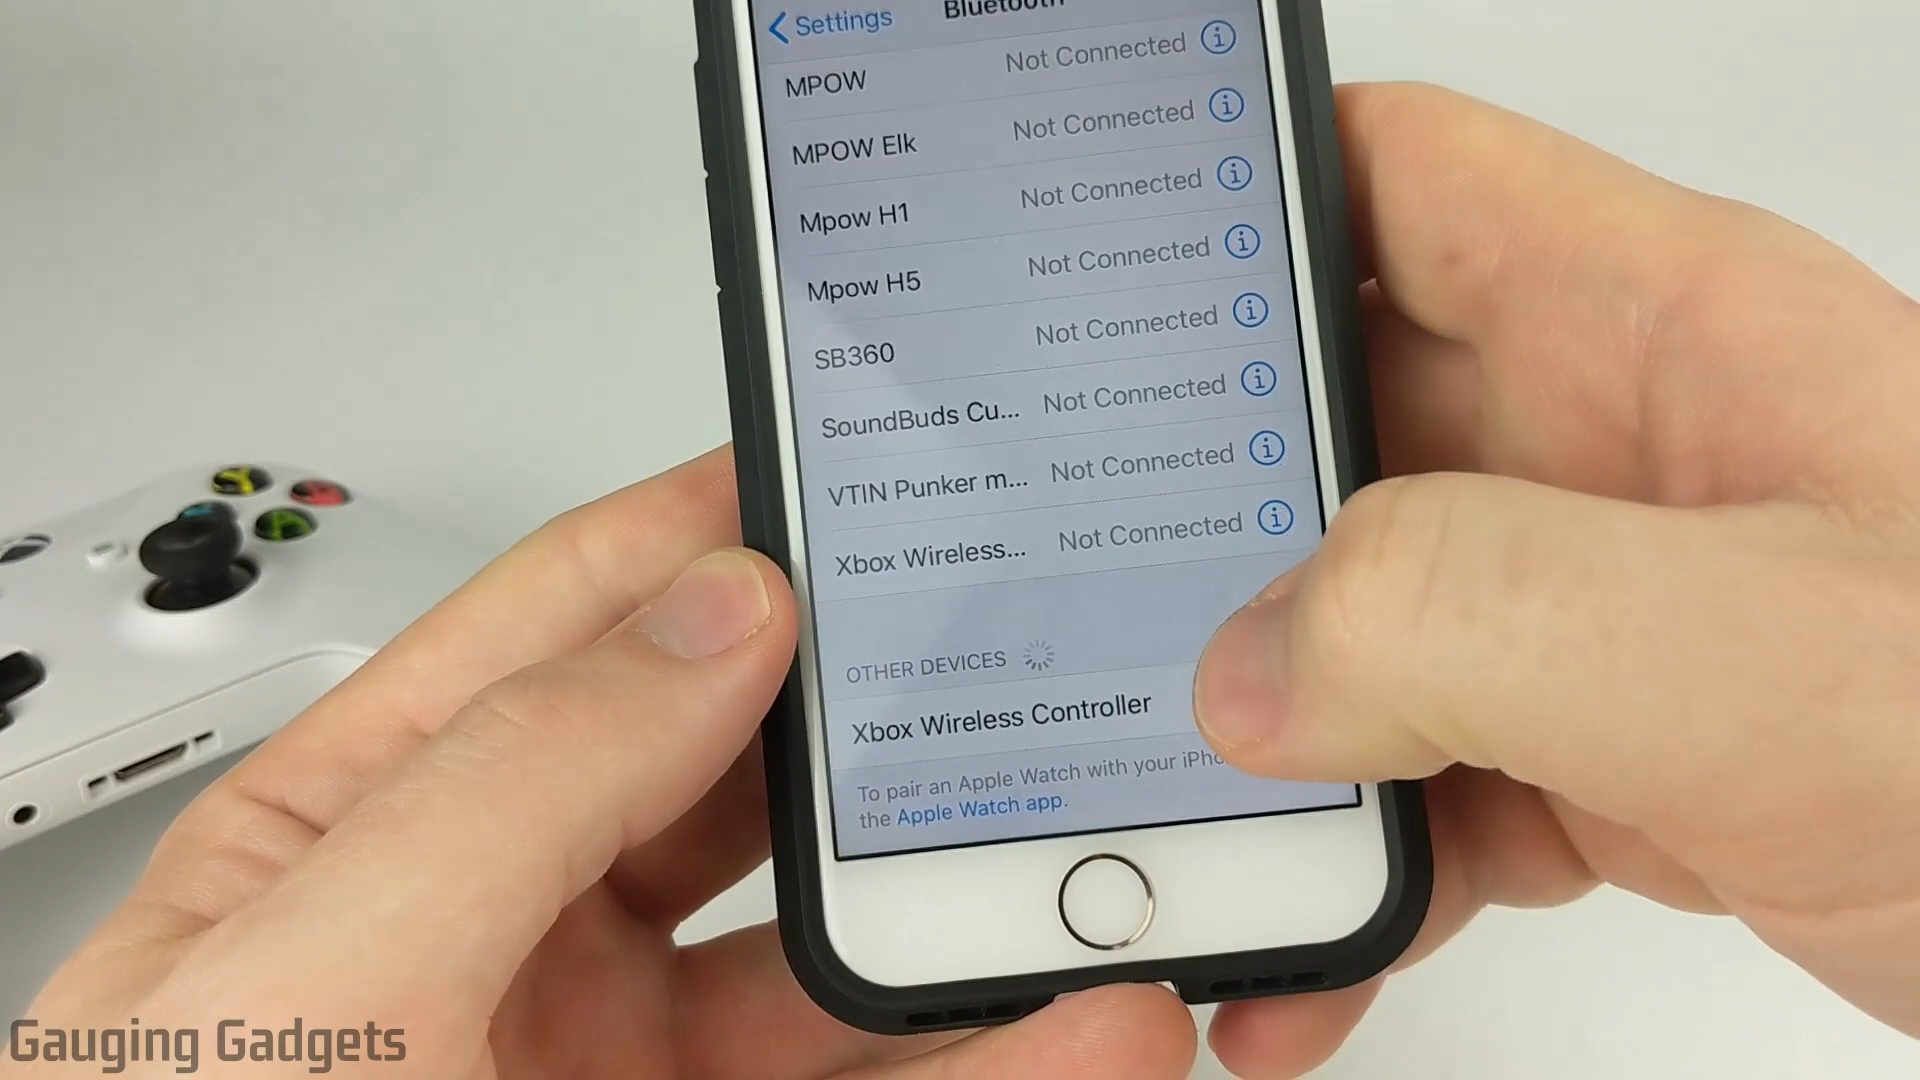 Settings
Bluetooth
MPOW Not Connected
MPOW Elk Not Connected
Mpow H1 Not Connected
Mpow H5 Not Connected
SB360 Not Connected
SoundBuds Cu... Not Connected
VTIN Punker m... Not Connected
Xbox Wireless... Not Connected
OTHER DEVICES
Xbox Wireless Controller
To pair an Apple Watch with your iPho
the Apple Watch app.
Y
A
Gauging Gadgets